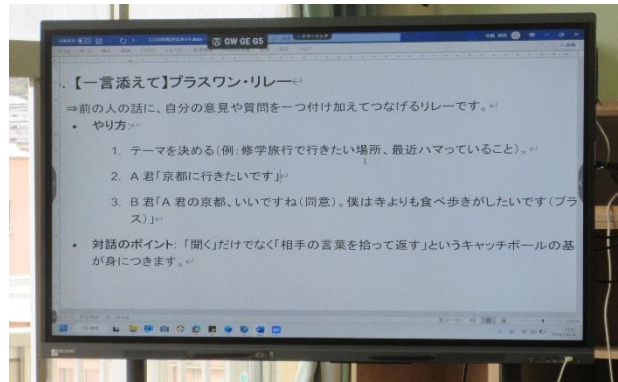 GW GE G5
【一言添えて】プラスワン・リレー
⇒前の人の話に、自分の意見や質問を一つ付け加えてつなげるリレーです。
• やり方:
1. テーマを決める(例:修学旅行で行きたい場所、最近ハマっていること)。
2. A君「京都に行きたいです」
3. B君「A君の京都、いいですね(同意)。僕は寺よりも食べ歩きがしたいです(プラ
ス)」
• 対話のポイント: 「聞く」だけでなく「相手の言葉を拾って返す」というキャッチボールの基
が身につきます。